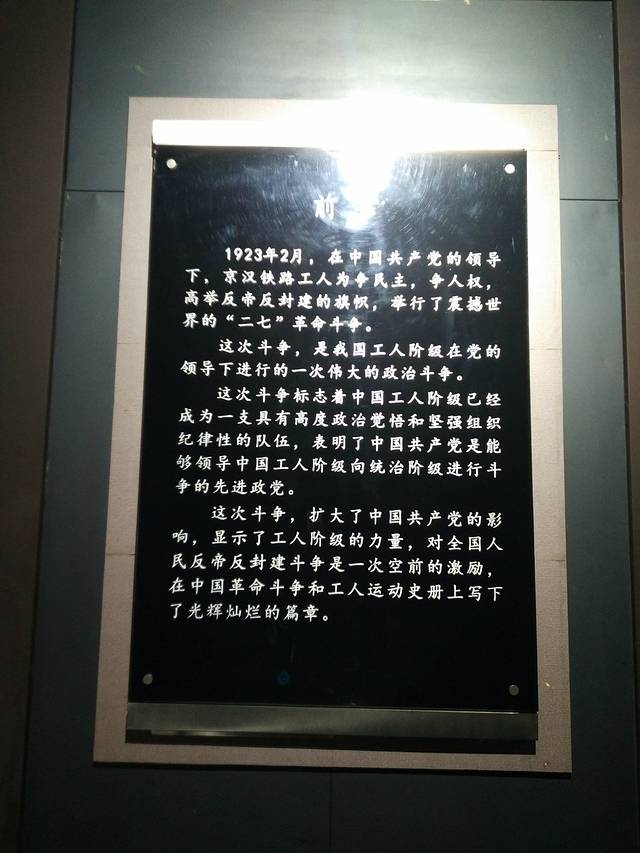 前
1923年2月，在中国共产党的领导
下，京汉铁路工人为争民主，争人权，
高举反帝反封建的旗帜，举行了震撼世
界的“二七”革命斗争。
这次斗争，是我国工人阶级在党的
领导下进行的一次伟大的政治斗争。
这次斗争标志着中国工人阶级已经
成为一支具有高度政治觉悟和坚强组织
纪律性的队伍，表明了中国共产党是能
够领导中国工人阶级向统治阶级进行斗
争的先进政党。
这次斗争，扩大了中国共产党的影
响，显示了工人阶级的力量，对全国人
民反帝反封建斗争是一次空前的激励，
在中国革命斗争和工人运动史册上写下
了光辉灿烂的篇章。